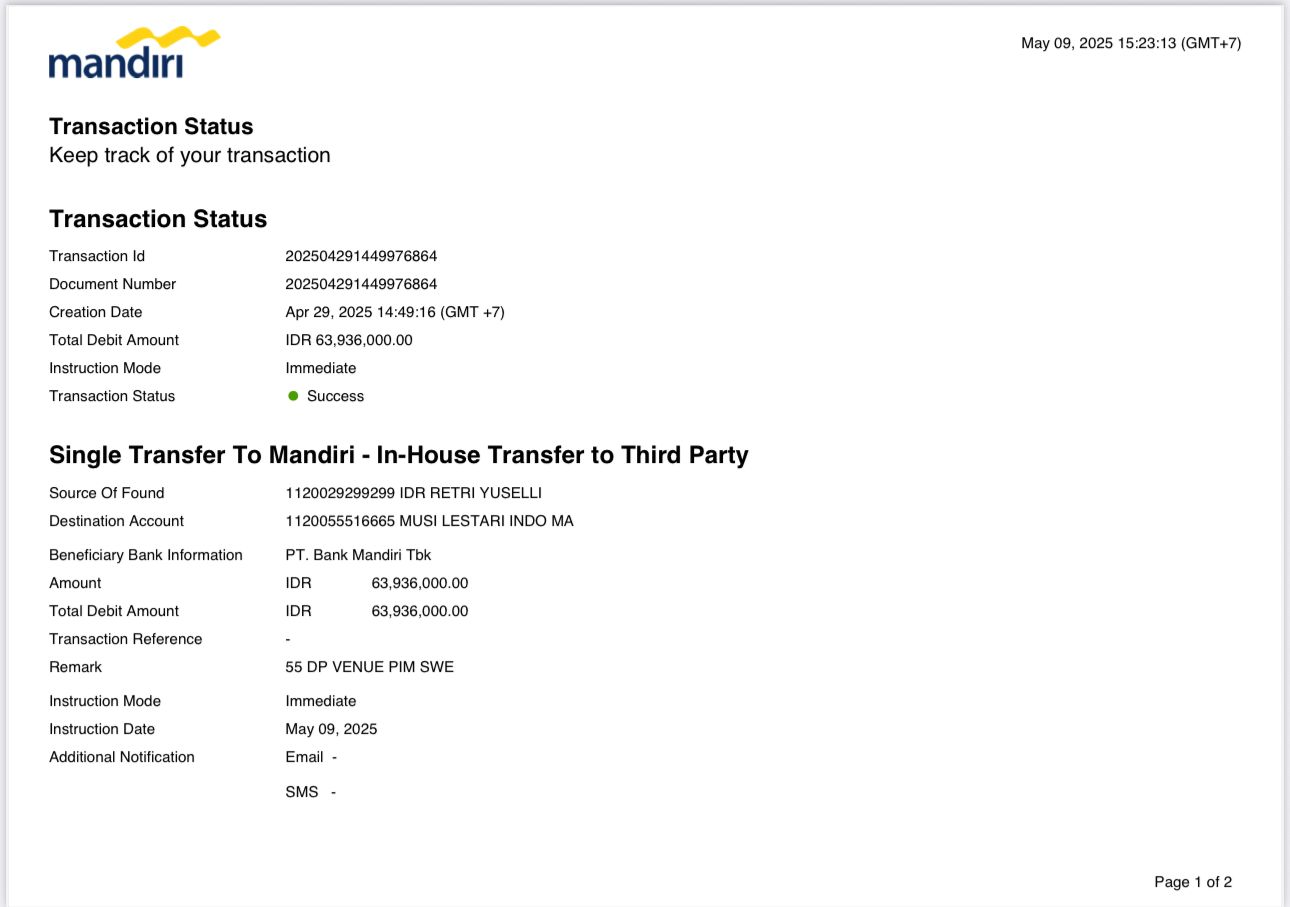 mandiri
May 09, 2025 15:23:13 (GMT+7)
Transaction Status
Keep track of your transaction
Transaction Status
Transaction Id 202504291449976864
Document Number 202504291449976864
Creation Date Apr 29, 2025 14:49:16 (GMT +7)
Total Debit Amount IDR 63,936,000.00
Instruction Mode Immediate
Transaction Status Success
Single Transfer To Mandiri - In-House Transfer to Third Party
Source Of Found 1120029299299 IDR RETRI YUSELLI
Destination Account 1120055516665 MUSI LESTARI INDO MA
Beneficiary Bank Information PT. Bank Mandiri Tbk
Amount IDR 63,936,000.00
Total Debit Amount IDR 63,936,000.00
Transaction Reference -
Remark 55 DP VENUE PIM SWE
Instruction Mode Immediate
Instruction Date May 09, 2025
Additional Notification Email -
SMS -
Page 1 of 2